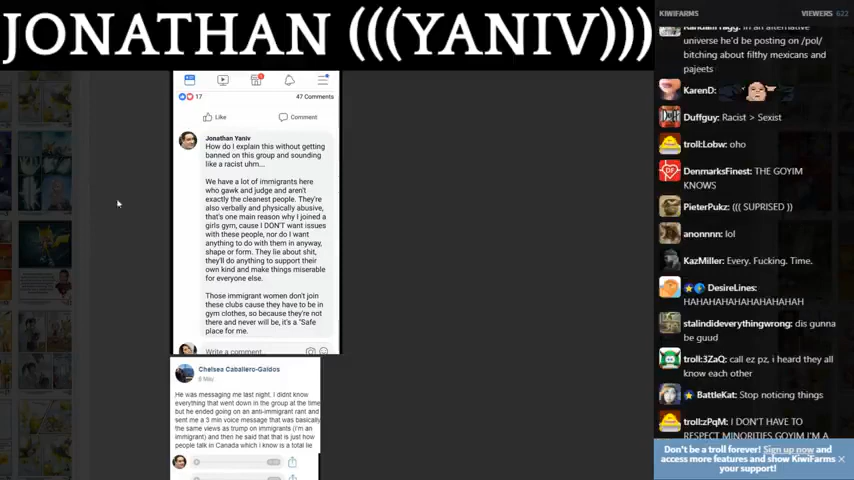 JONATHAN (((YANIV)))
17
47 Comments
Like
Comment
Jonathan Yaniv
How do I explain this without getting
banned on this group and sounding
like a racist uhm...
We have a lot of immigrants here
who gawk and judge and aren't
exactly the cleanest people. They're
also verbally and physically abusive,
that's one main reason why I joined a
girls gym, cause I DON'T want issues
with these people, nor do I want
anything to do with them in anyway,
shape or form. They lie about shit,
they'll do anything to support their
own kind and make things miserable
for everyone else.
Those immigrant women don't join
these clubs cause they have to be in
gym clothes, so because they're not
there and never will be, it's a "Safe
place for me.
Write a comment...
Chelsea Caballero-Galdos
He was messaging me last night, I didnt know
everything that went down in the group at the time
but he ended going on an anti-immigrant rant and
sent me a 3 min voice message that was basically
the same views as trump on immigrants (i'm an
immigrant) and then he said that that is just how
people talk in Canada which i know is a total lie
KIWIFARMS
VIEWERS 622
in an alternative
universe he'd be posting on /pol/
bitching about filthy mexicans and
pajeets
KarenD:
Duffguy: Racist > Sexist
troll:Lobw: oho
DenmarksFinest: THE GOYIM
KNOWS
PieterPukz: ((( SUPRISED ))
anonnnn: lol
KazMiller: Every. Fucking. Time.
DesireLines:
HAHAHAHAHAHAHAHAH
stalindideverythingwrong: dis gunna
be guud
troll:3ZaQ: call ez pz, i heard they all
know each other
BattleKat: Stop noticing things
troll:zPqM: I DON'T HAVE TO
RESPECT MINORITIES GOYIM I'M A
Don't be a troll forever! Sign up now and
access more features and show KiwiFarms
your support!